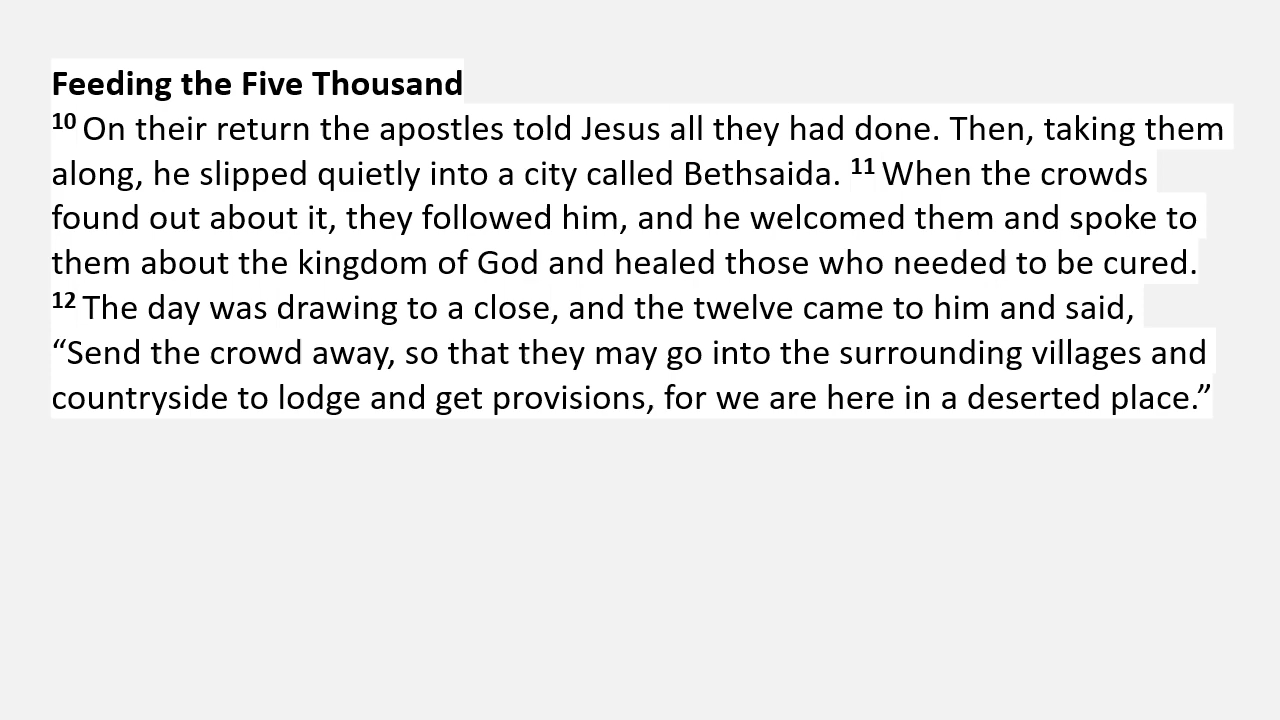 Feeding the Five Thousand
10 On their return the apostles told Jesus all they had done. Then, taking them
along, he slipped quietly into a city called Bethsaida. 11 When the crowds
found out about it, they followed him, and he welcomed them and spoke to
them about the kingdom of God and healed those who needed to be cured.
12 The day was drawing to a close, and the twelve came to him and said,
“Send the crowd away, so that they may go into the surrounding villages and
countryside to lodge and get provisions, for we are here in a deserted place.”